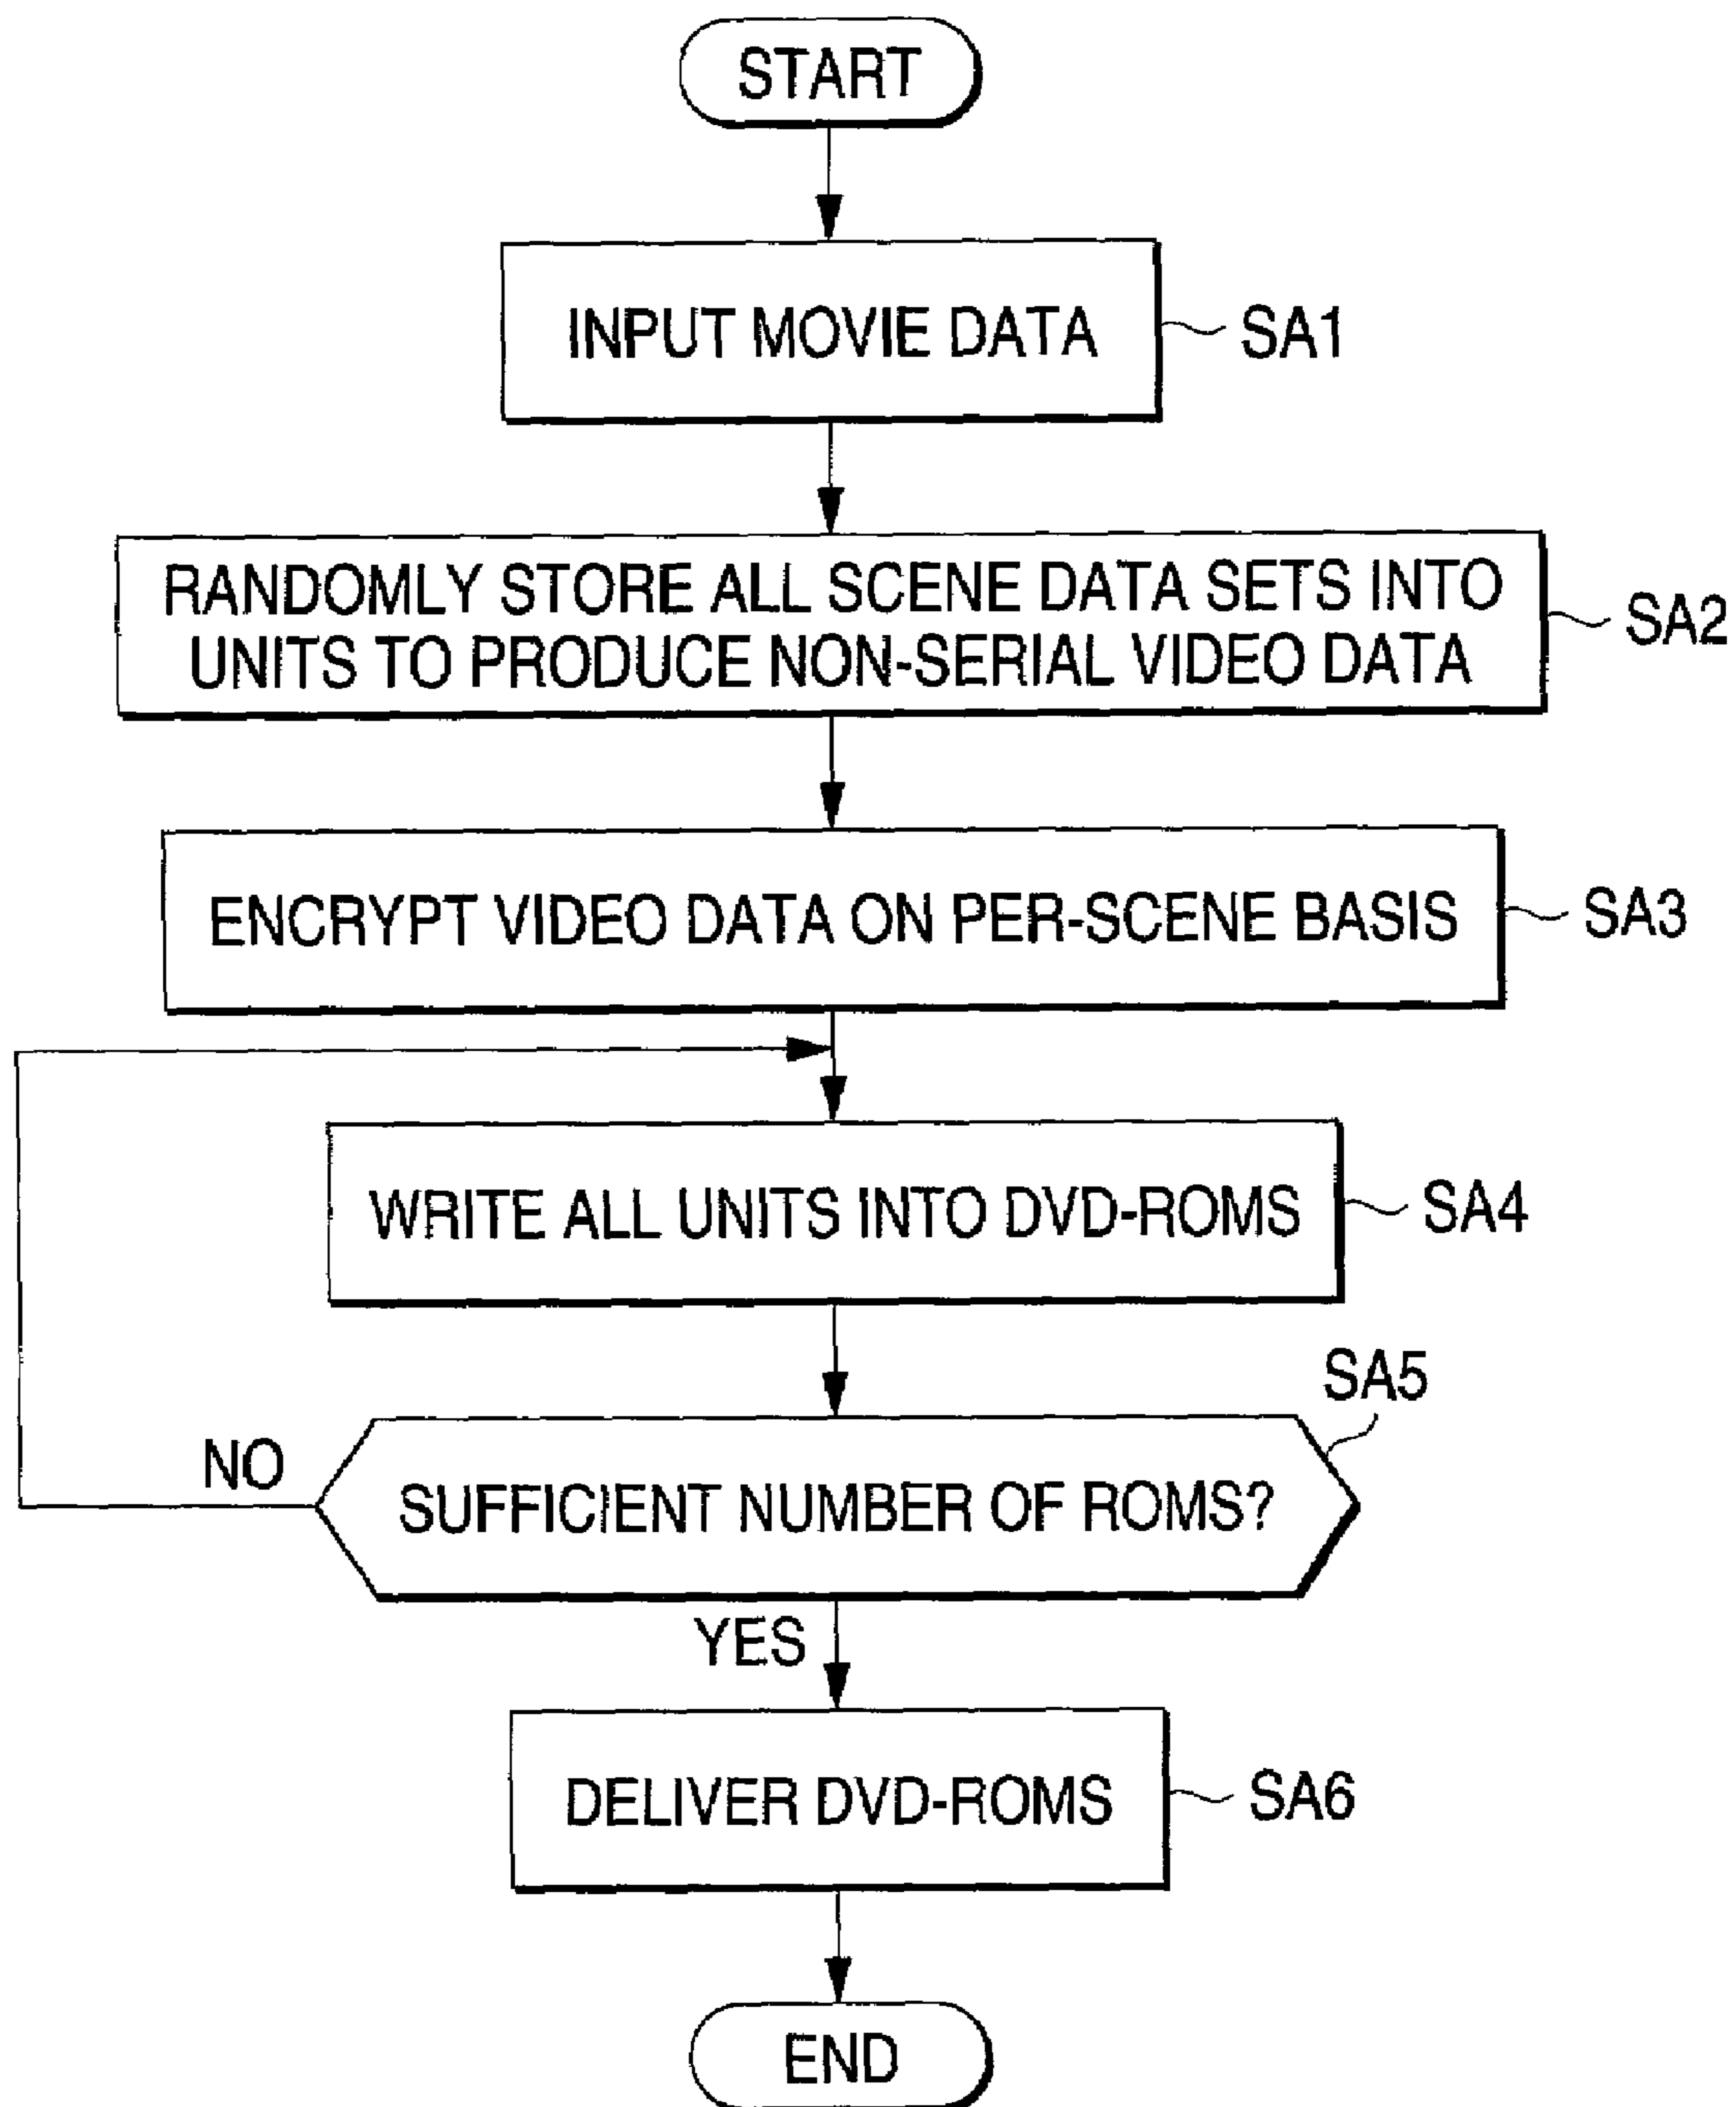 START
INPUT MOVIE DATA
SA1
RANDOMLY STORE ALL SCENE DATA SETS INTO
UNITS TO PRODUCE NON-SERIAL VIDEO DATA
SA2
ENCRYPT VIDEO DATA ON PER-SCENE BASIS
SA3
WRITE ALL UNITS INTO DVD-ROMS
SA4
SA5
NO
SUFFICIENT NUMBER OF ROMS?
YES
DELIVER DVD-ROMS
SA6
END